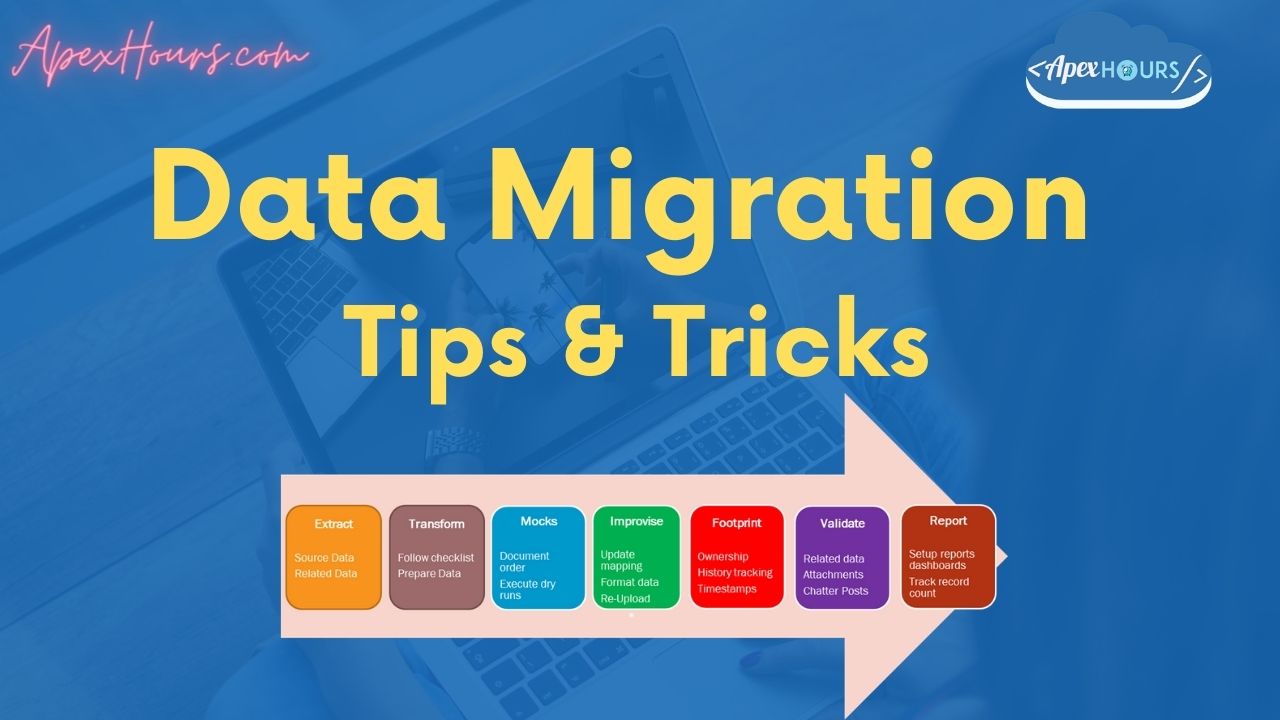 ApexHours.com
<ApexHOURS/>
Data Migration
Tips & Tricks
Extract
Source Data
Related Data
Transform
Follow checklist
Prepare Data
Mocks
Document
order
Execute dry
runs
Improvise
Update
mapping
Format data
Re-Upload
Footprint
Ownership
History tracking
Timestamps
Validate
Related data
Attachments
Chatter Posts
Report
Setup reports
dashboards
Track record
count